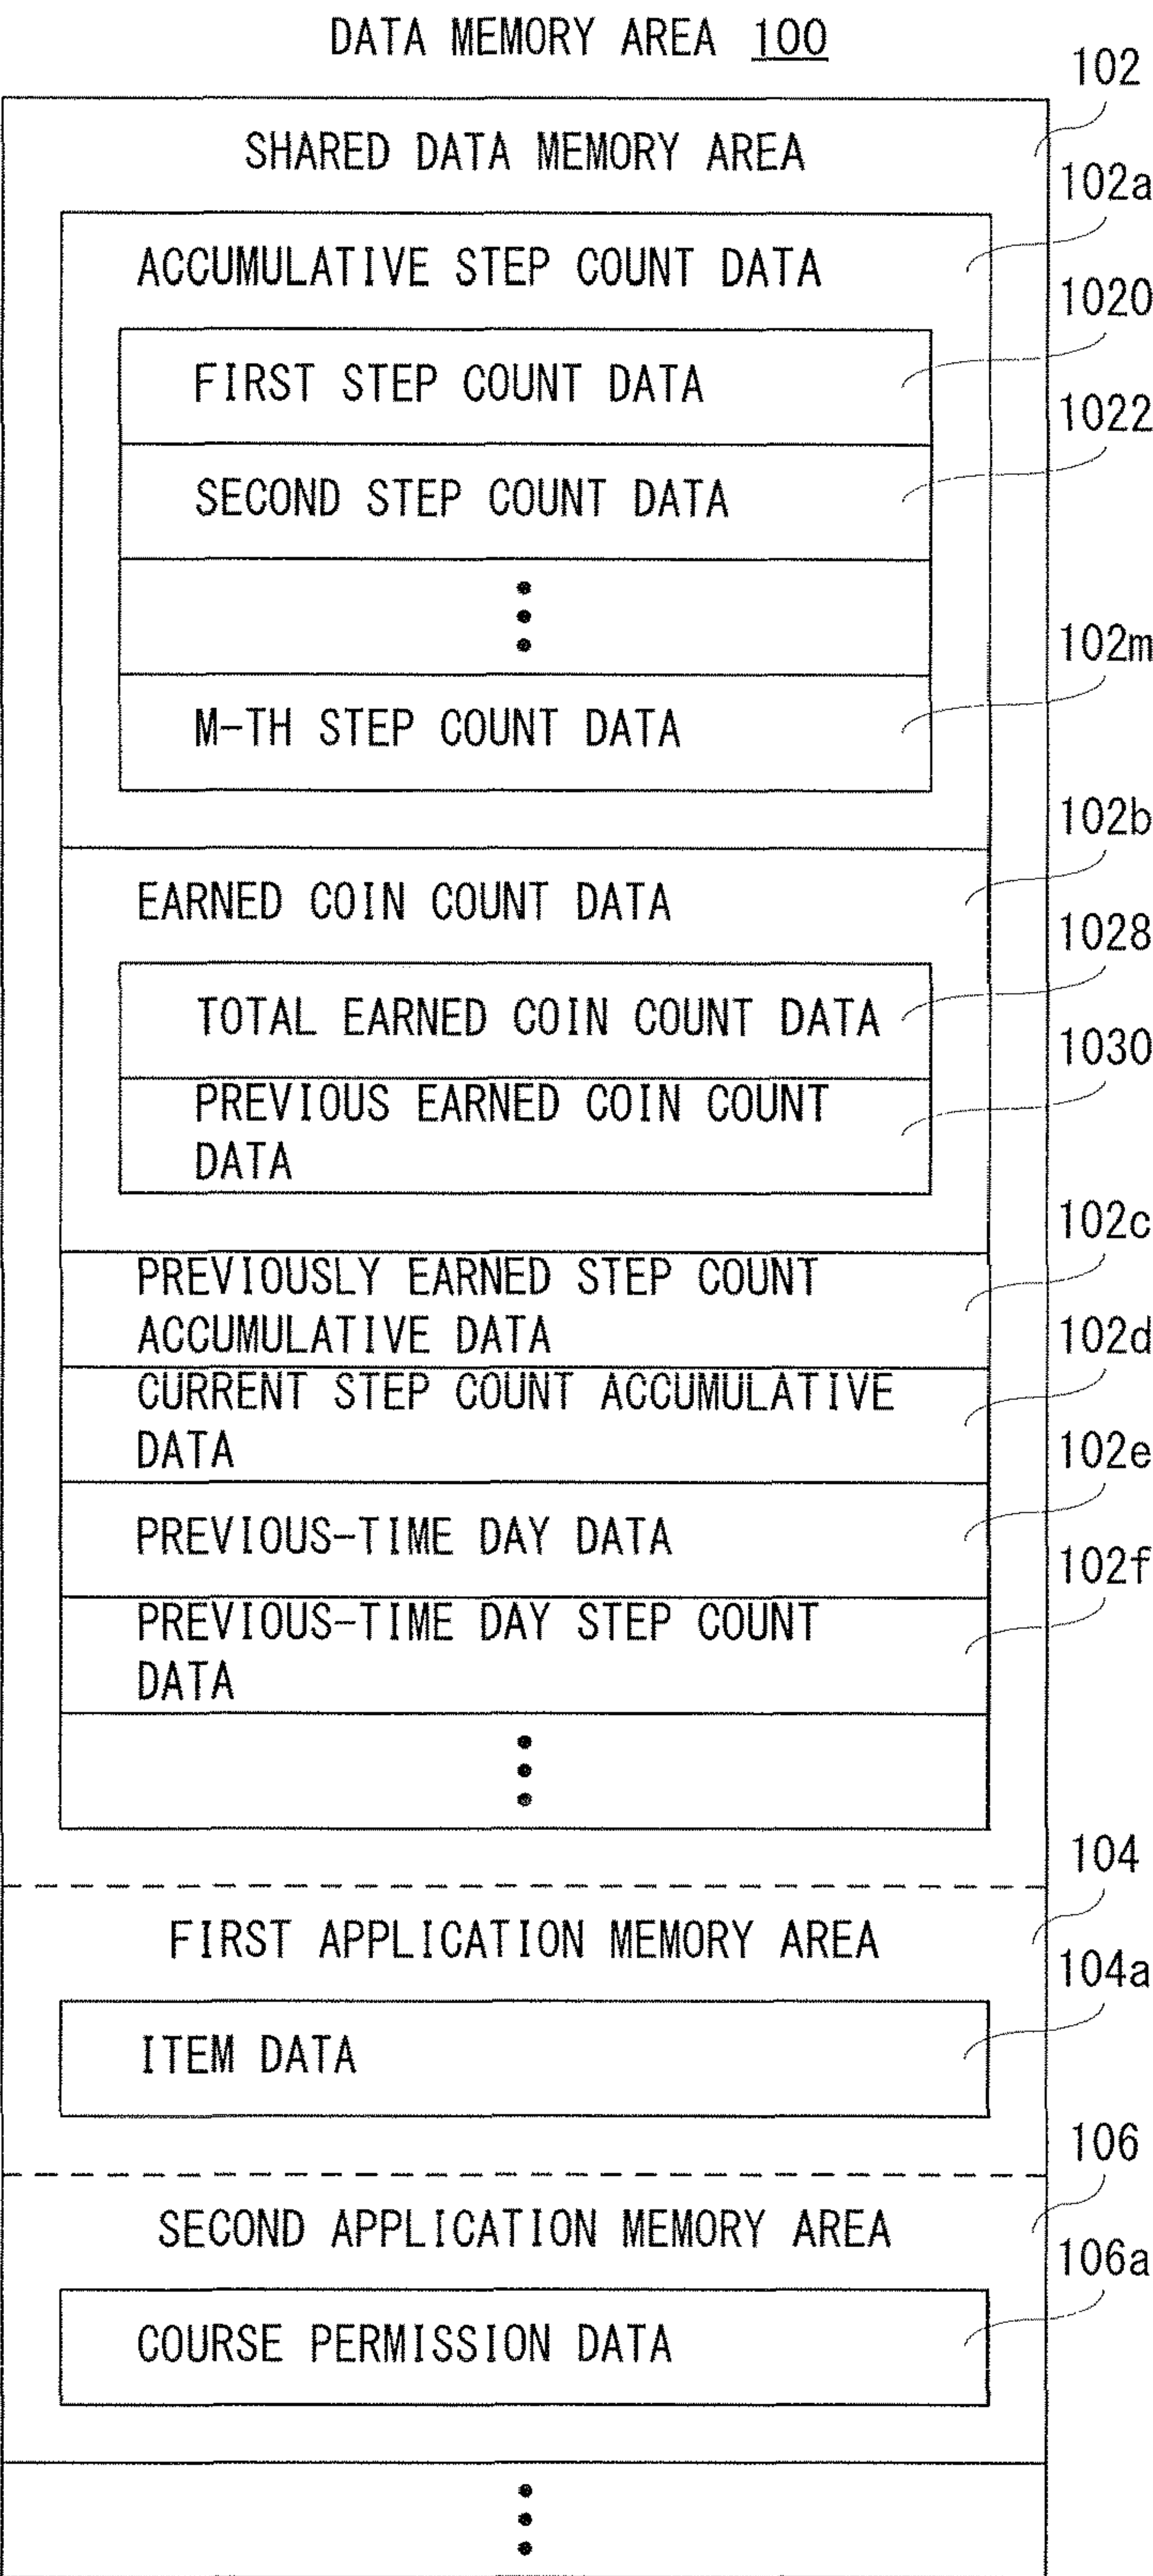 DATA MEMORY AREA 100
102
SHARED DATA MEMORY AREA
102a
ACCUMULATIVE STEP COUNT DATA
1020
FIRST STEP COUNT DATA
1022
SECOND STEP COUNT DATA
102m
M-TH STEP COUNT DATA
102b
EARNED COIN COUNT DATA
1028
TOTAL EARNED COIN COUNT DATA
1030
PREVIOUS EARNED COIN COUNT
DATA
102c
PREVIOUSLY EARNED STEP COUNT
ACCUMULATIVE DATA
102d
CURRENT STEP COUNT ACCUMULATIVE
DATA
102e
PREVIOUS-TIME DAY DATA
102f
PREVIOUS-TIME DAY STEP COUNT
DATA
104
FIRST APPLICATION MEMORY AREA
104a
ITEM DATA
106
SECOND APPLICATION MEMORY AREA
106a
COURSE PERMISSION DATA